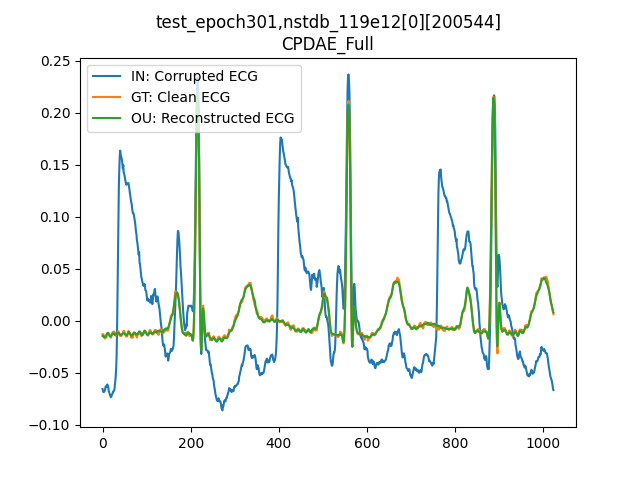 test_epoch301,nstdb_119e12[0][200544]
CPDAE_Full
IN: Corrupted ECG
GT: Clean ECG
OU: Reconstructed ECG
0.25
0.20
0.15
0.10
0.05
0.00
−0.05
−0.10
0 200 400 600 800 1000